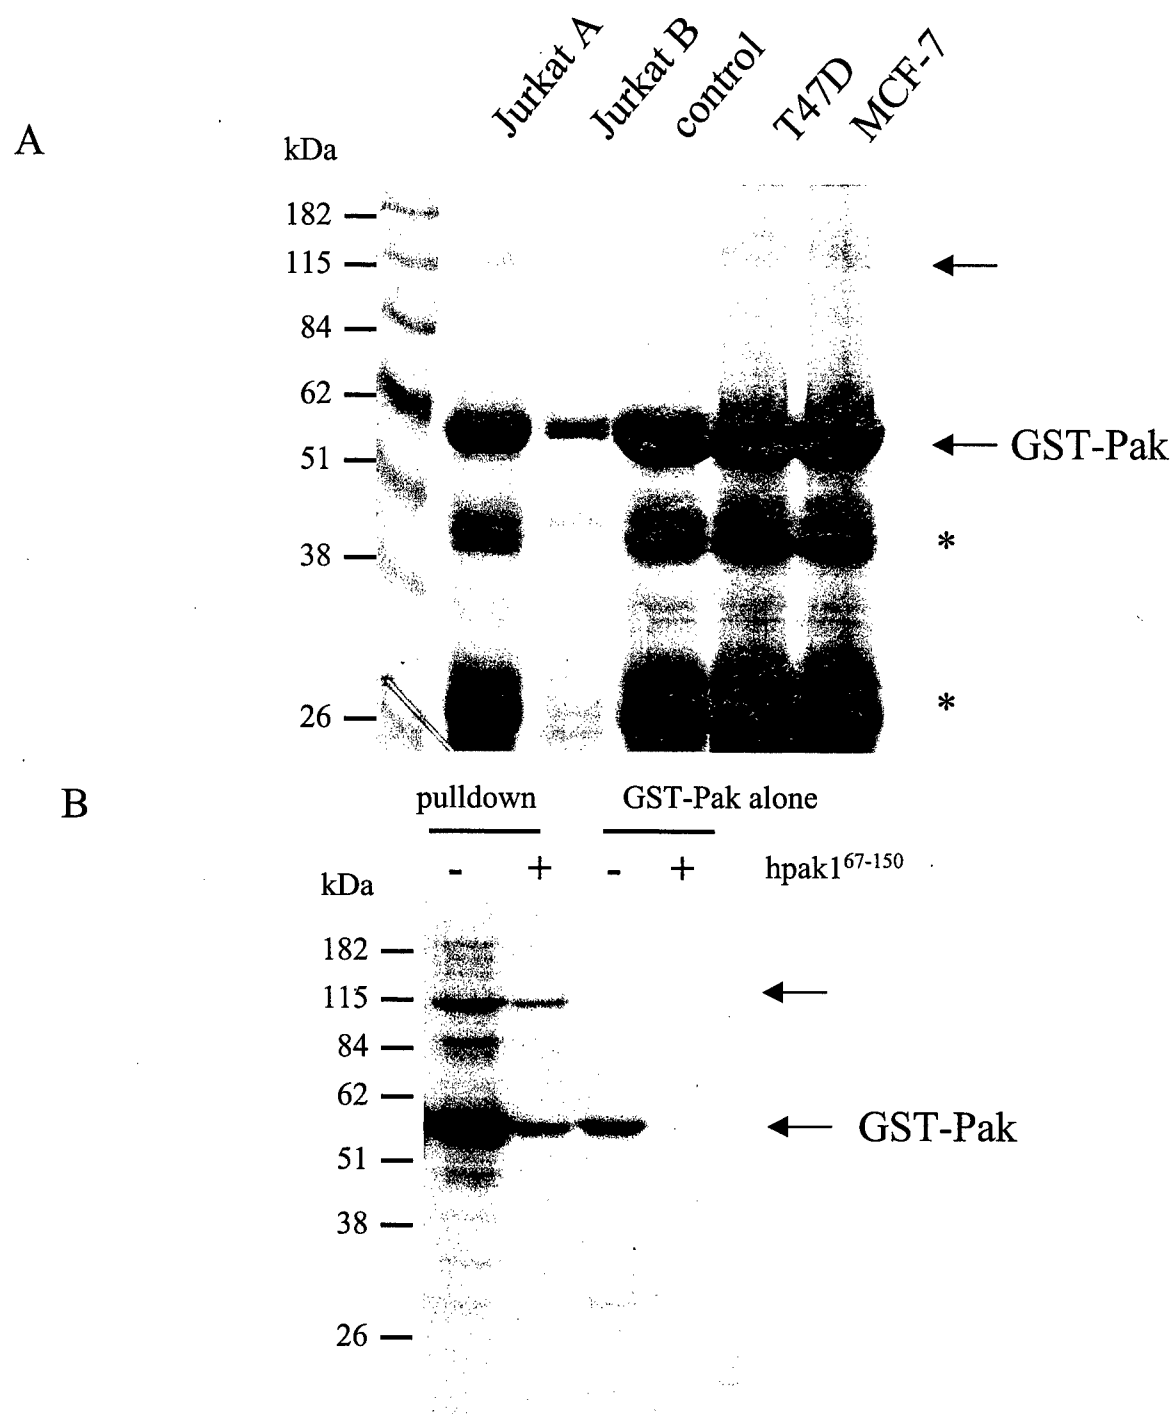 Jurkat A
Jurkat B
control
T47D
MCF-7
A
kDa
182
115
84
62
GST-Pak
51
*
38
*
26
B
pulldown
GST-Pak alone
- + - + hpak1⁶⁷⁻¹⁵⁰
kDa
182
115
84
62
GST-Pak
51
38
26